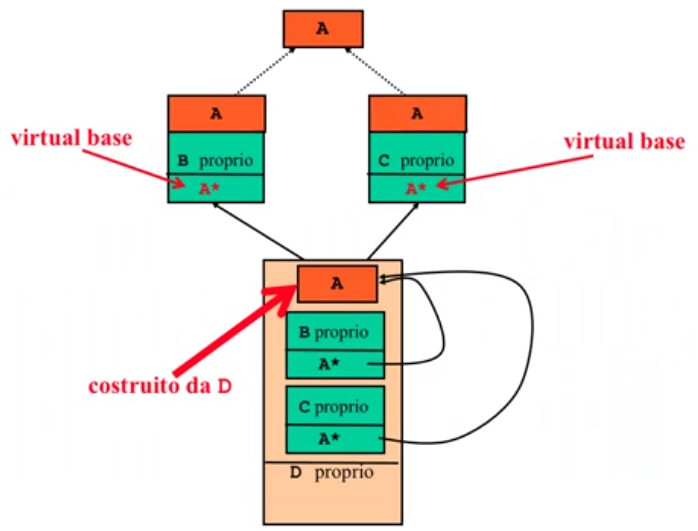 A
A
A
virtual base
virtual base
B proprio
C proprio
A*
A*
A
B proprio
A*
costruito da D
C proprio
A*
D proprio